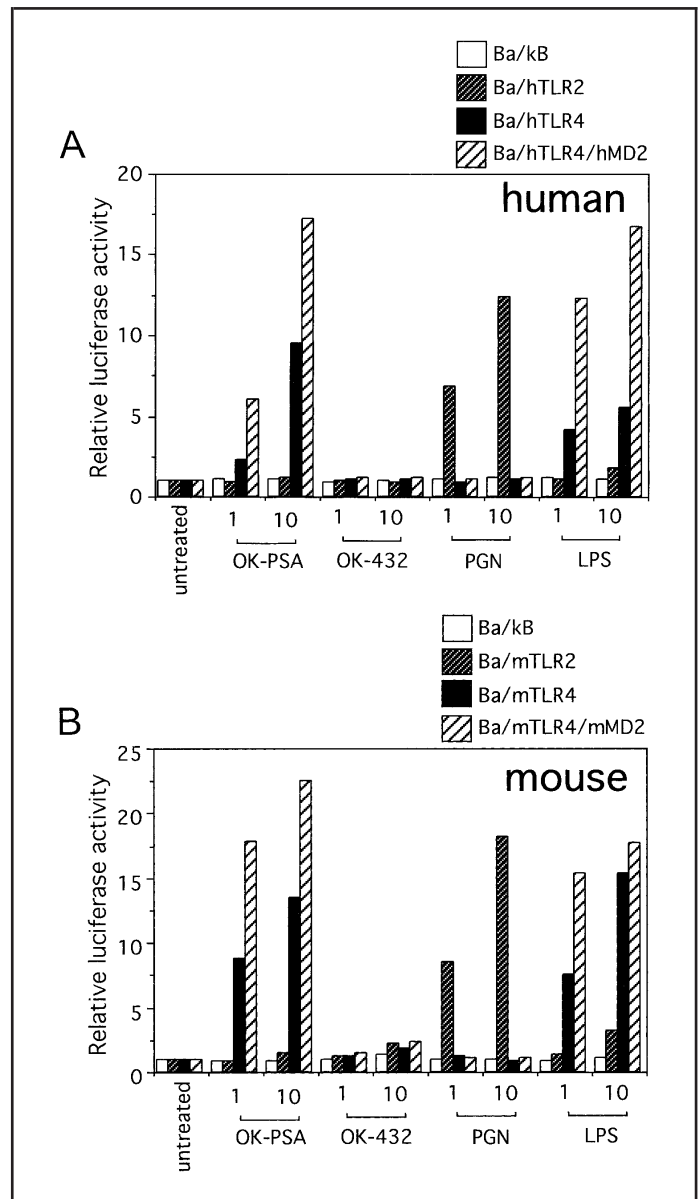 Ba/kB
Ba/hTLR2
Ba/hTLR4
Ba/hTLR4/hMD2
A
human
Relative luciferase activity
20
15
10
5
0
untreated
1 10 1 10 1 10 1 10
OK-PSA OK-432 PGN LPS
Ba/kB
Ba/mTLR2
Ba/mTLR4
Ba/mTLR4/mMD2
B
mouse
Relative luciferase activity
25
20
15
10
5
0
untreated
1 10 1 10 1 10 1 10
OK-PSA OK-432 PGN LPS